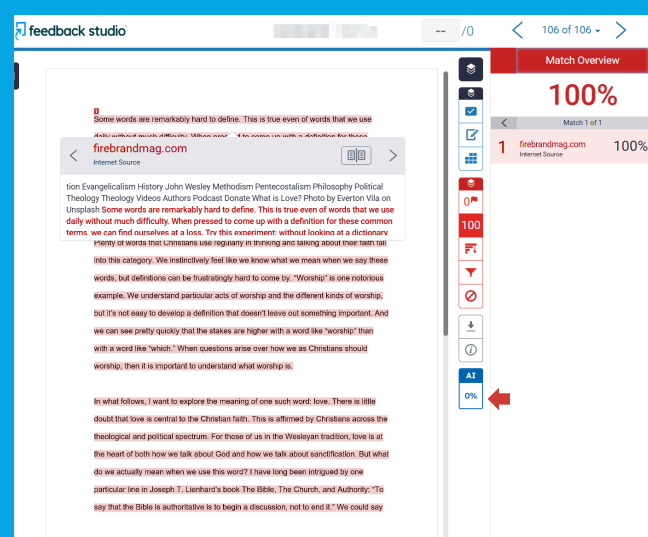 feedback studio
-- /0
106 of 106
Match Overview
100%
Match 1 of 1
1 firebrandmag.com 100%
Internet Source
1
Some words are remarkably hard to define. This is true even of words that we use
firebrandmag.com
Internet Source
tion Evangelicalism History John Wesley Methodism Pentecostalism Philosophy Political
Theology Theology Videos Authors Podcast Donate What is Love? Photo by Everton Vila on
Unsplash Some words are remarkably hard to define. This is true even of words that we use
daily without much difficulty. When pressed to come up with a definition for these common
terms, we can find ourselves at a loss. Try this experiment: without looking at a dictionary,
Plenty of words that Christians use regularly in thinking and talking about their faith fall
into this category. We instinctively feel like we know what we mean when we say these
words, but definitions can be frustratingly hard to come by. "Worship" is one notorious
example. We understand particular acts of worship and the different kinds of worship,
but it's not easy to develop a definition that doesn't leave out something important. And
we can see pretty quickly that the stakes are higher with a word like "worship" than
with a word like "which." When questions arise over how we as Christians should
worship, then it is important to understand what worship is.
In what follows, I want to explore the meaning of one such word: love. There is little
doubt that love is central to the Christian faith. This is affirmed by Christians across the
theological and political spectrum. For those of us in the Wesleyan tradition, love is at
the heart of both how we talk about God and how we talk about sanctification. But what
do we actually mean when we use this word? I have long been intrigued by one
particular line in Joseph T. Lienhard's book The Bible, The Church, and Authority: "To
say that the Bible is authoritative is to begin a discussion, not to end it." We could say
0
100
AI
0%